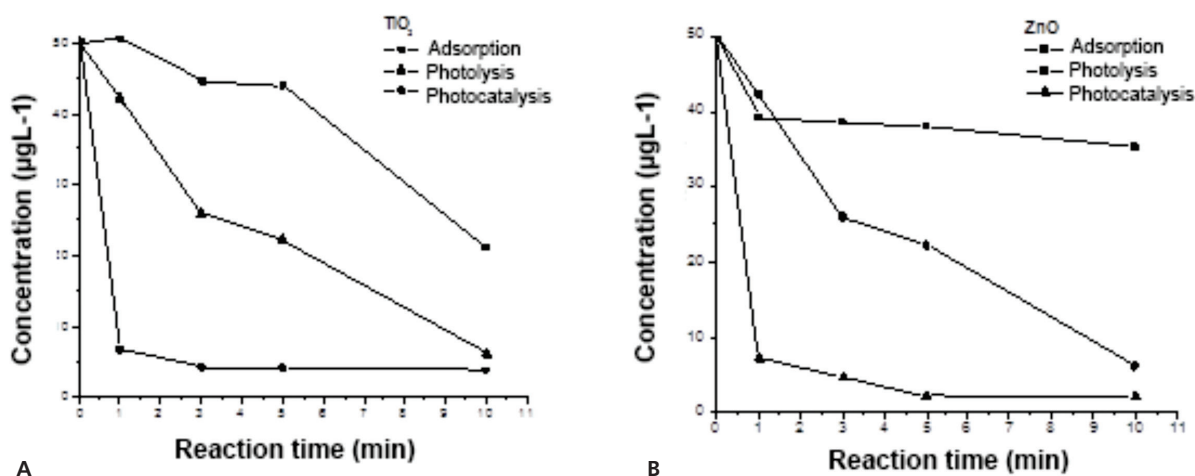 TiO2
Adsorption
Photolysis
Photocatalysis
Concentration (µgL-1)
50
40
0 1 2 3 4 5 6 7 8 9 10 11
Reaction time (min)
A
ZnO
Adsorption
Photolysis
Photocatalysis
Concentration (µgL-1)
50
40
30
20
10
0
0 1 2 3 4 5 6 7 8 9 10 11
Reaction time (min)
B